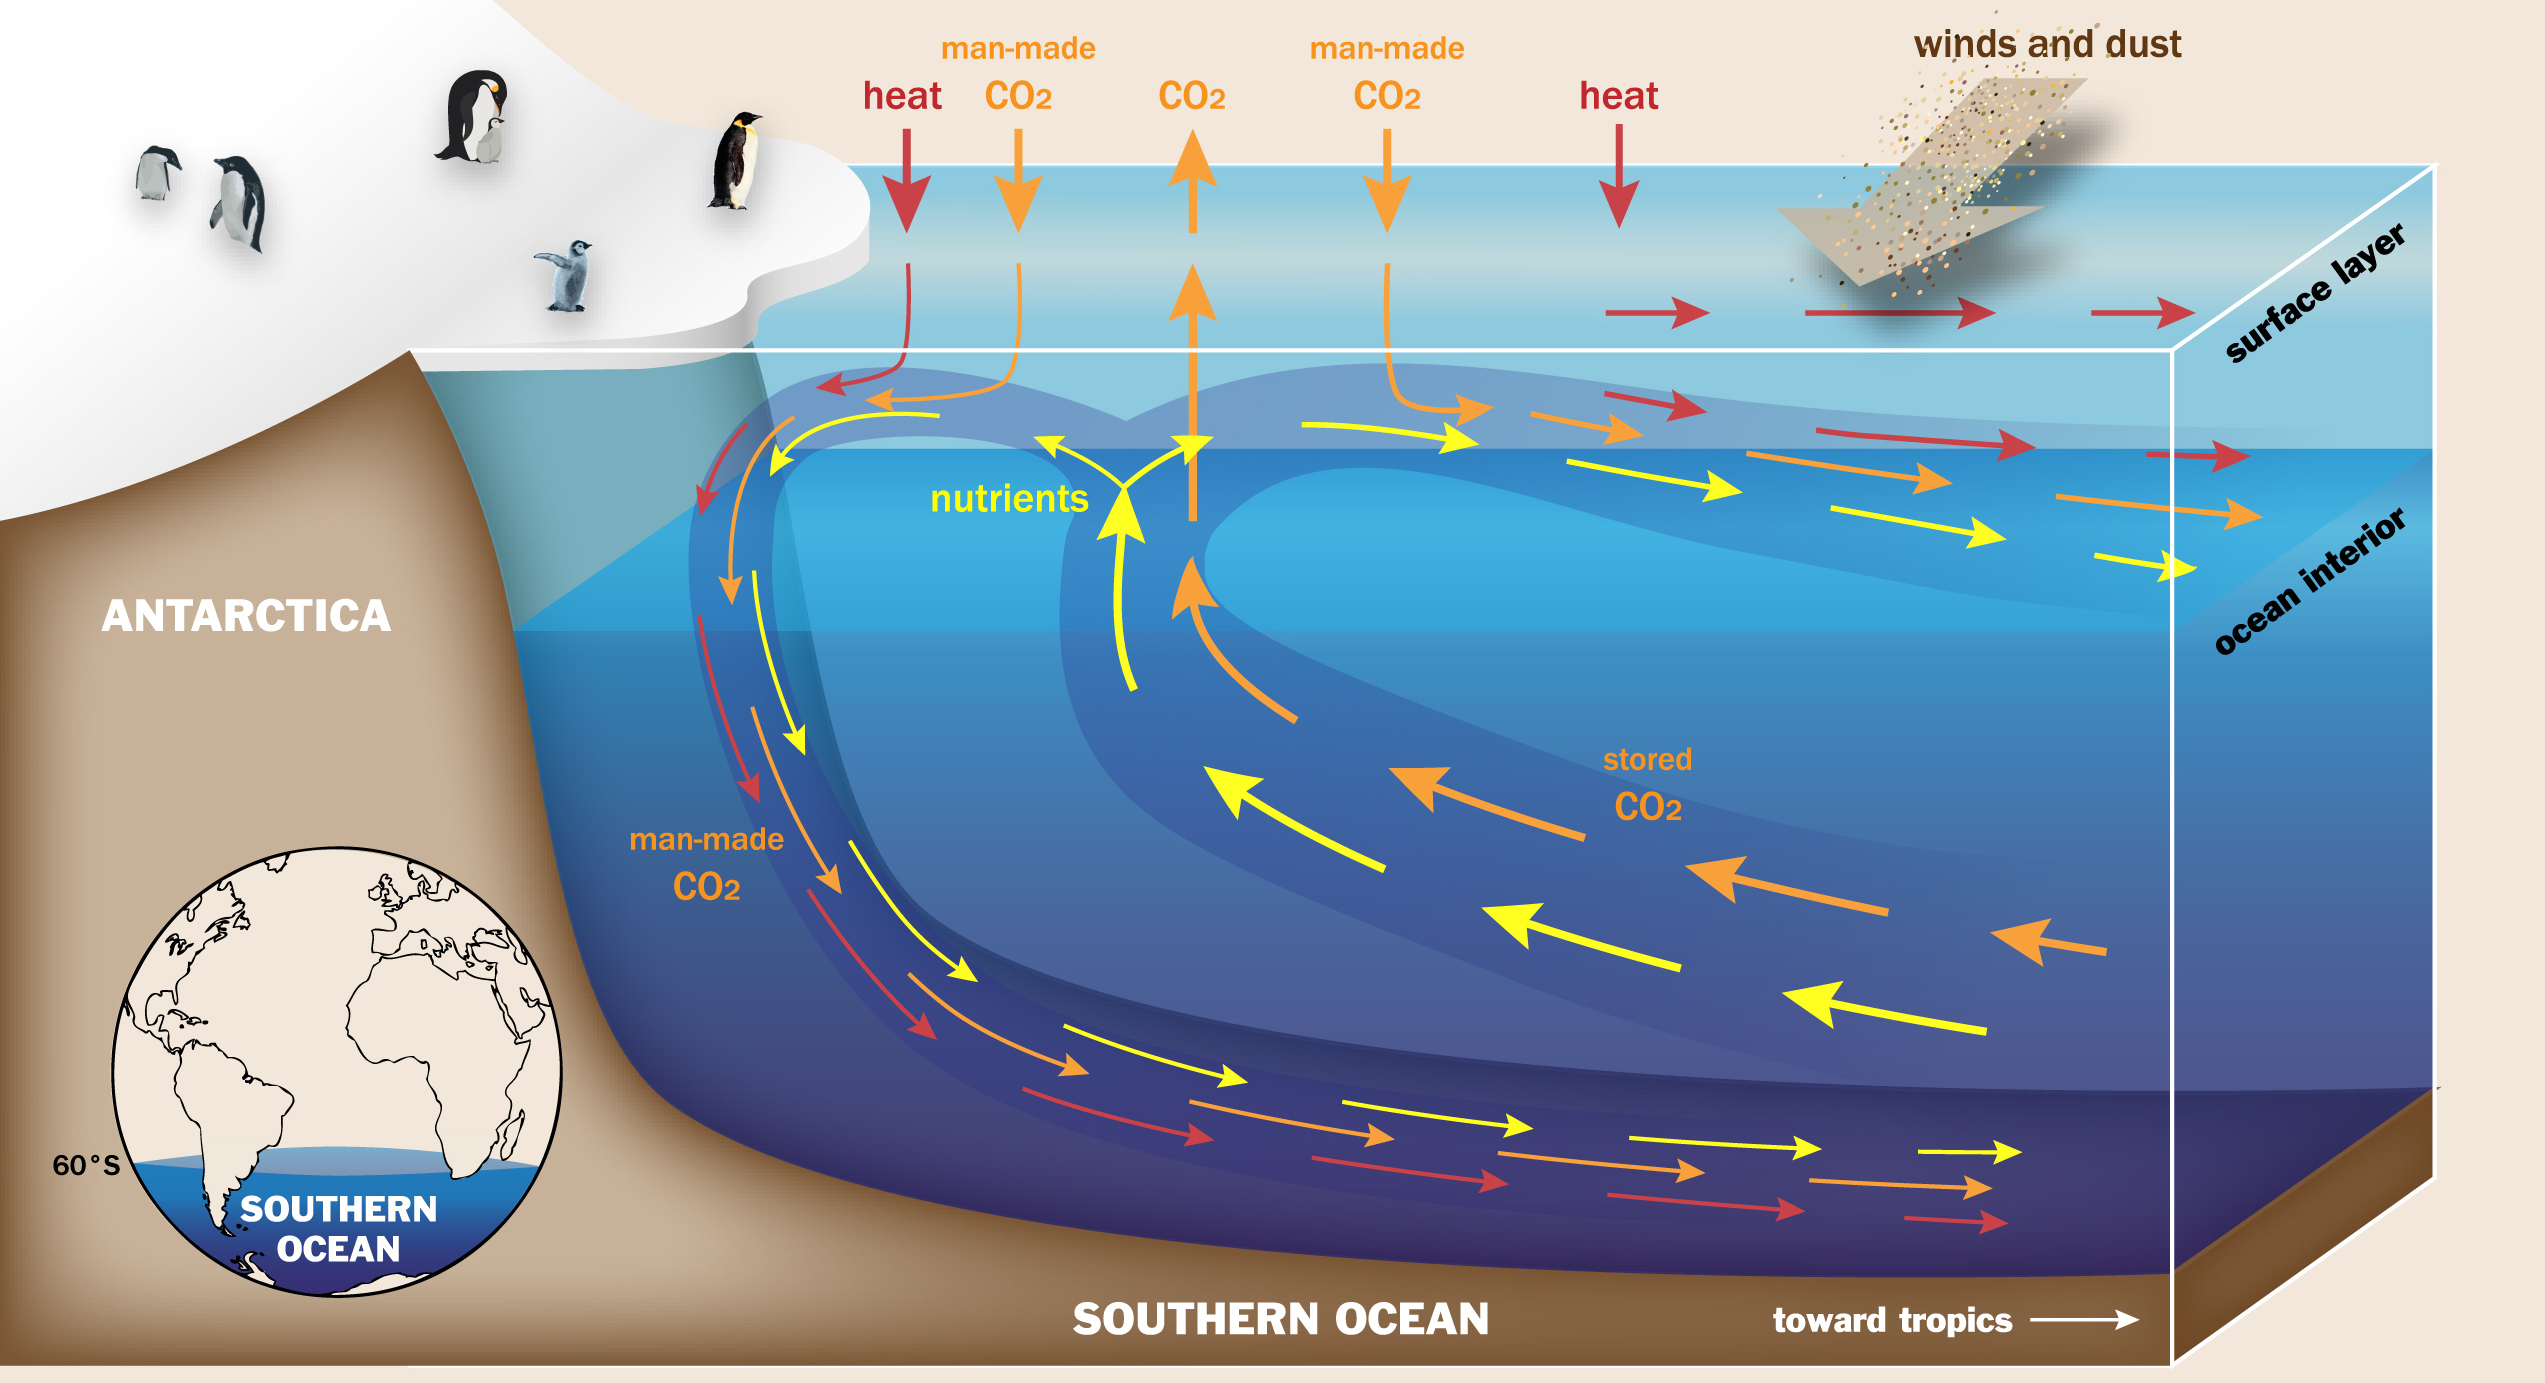 man-made
CO2
heat
CO2
man-made
CO2
heat
winds and dust
surface layer
nutrients
ocean interior
ANTARCTICA
stored
CO2
man-made
CO2
60°S
SOUTHERN
OCEAN
SOUTHERN OCEAN
toward tropics